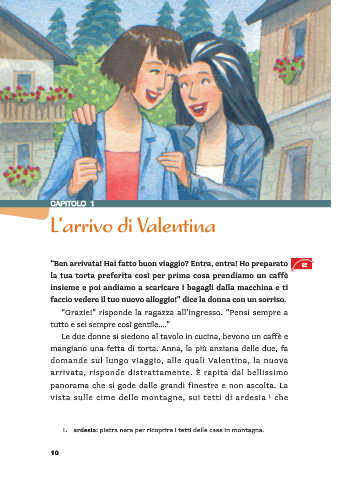 CAPITOLO 1
L'arrivo di Valentina
"Ben arrivata! Hai fatto buon viaggio? Entra, entra! Ho preparato
la tua torta preferita così per prima cosa prendiamo un caffè
insieme e poi andiamo a scaricare i bagagli dalla macchina e ti
faccio vedere il tuo nuovo alloggio!" dice la donna con un sorriso.
2
"Grazie!" risponde la ragazza all'ingresso. "Pensi sempre a
tutto e sei sempre così gentile...."
Le due donne si siedono al tavolo in cucina, bevono un caffè e
mangiano una fetta di torta. Anna, la più anziana delle due, fa
domande sul lungo viaggio, alle quali Valentina, la nuova
arrivata, risponde distrattamente. È rapita dal bellissimo
panorama che si gode dalle grandi finestre e non ascolta. La
vista sulle cime delle montagne, sui tetti di ardesia ¹ che
1. ardesia: pietra nera per ricoprire i tetti delle case in montagna.
10